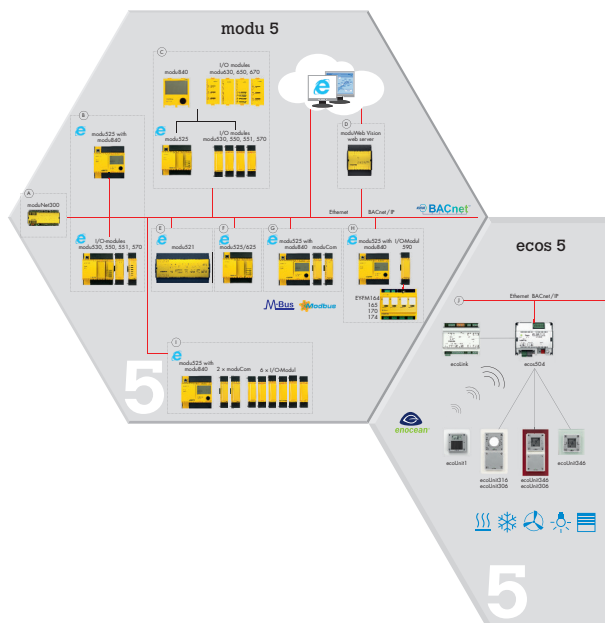 modu 5
C
modu840
I/O modules
modu630, 650, 670
B
modu525 with
modu840
modu525
I/O modules
modu530, 550, 551, 570
D
moduWeb Vision
web server
A
moduNet300
Ethernet BACnet/IP
BACnet
I/O-modules
530, 550, 551, 570
E
modu521
F
modu525/625
G
modu525 with
modu840 moduCom
H
modu525 with
modu840
I/O-Modul
590
EYFM164
165
170
174
M-Bus Modbus
I
modu525 with
modu840
2 x moduCom 6 x I/O-Modul
5
ecos 5
J
Ethernet BACnet/IP
ecoLink
ecos504
enocean
ecoUnit1
ecoUnit316
ecoUnit306
ecoUnit346
ecoUnit306
ecoUnit346
5